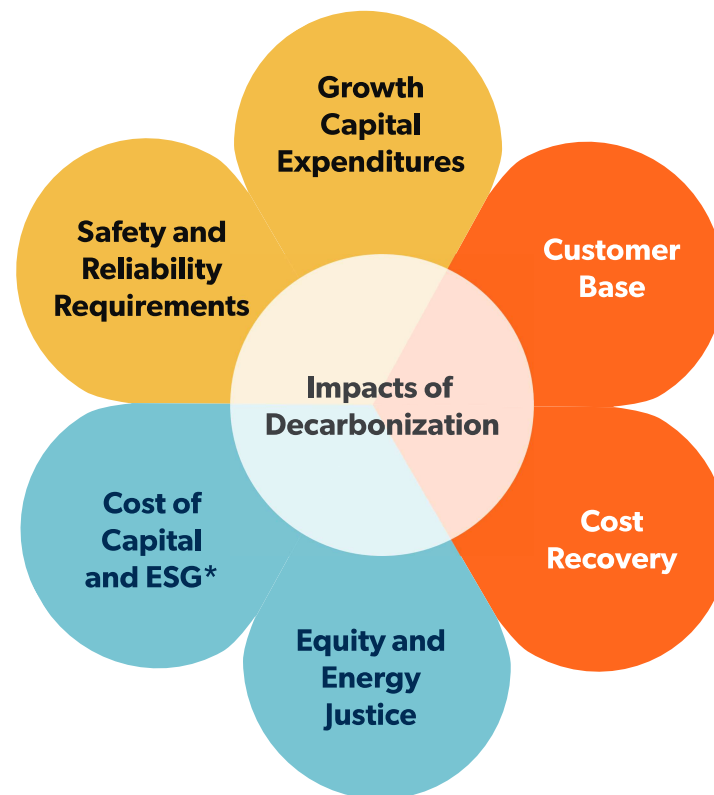 Growth
Capital
Expenditures
Safety and
Reliability
Requirements
Customer
Base
Impacts of
Decarbonization
Cost of
Capital
and ESG*
Cost
Recovery
Equity and
Energy
Justice